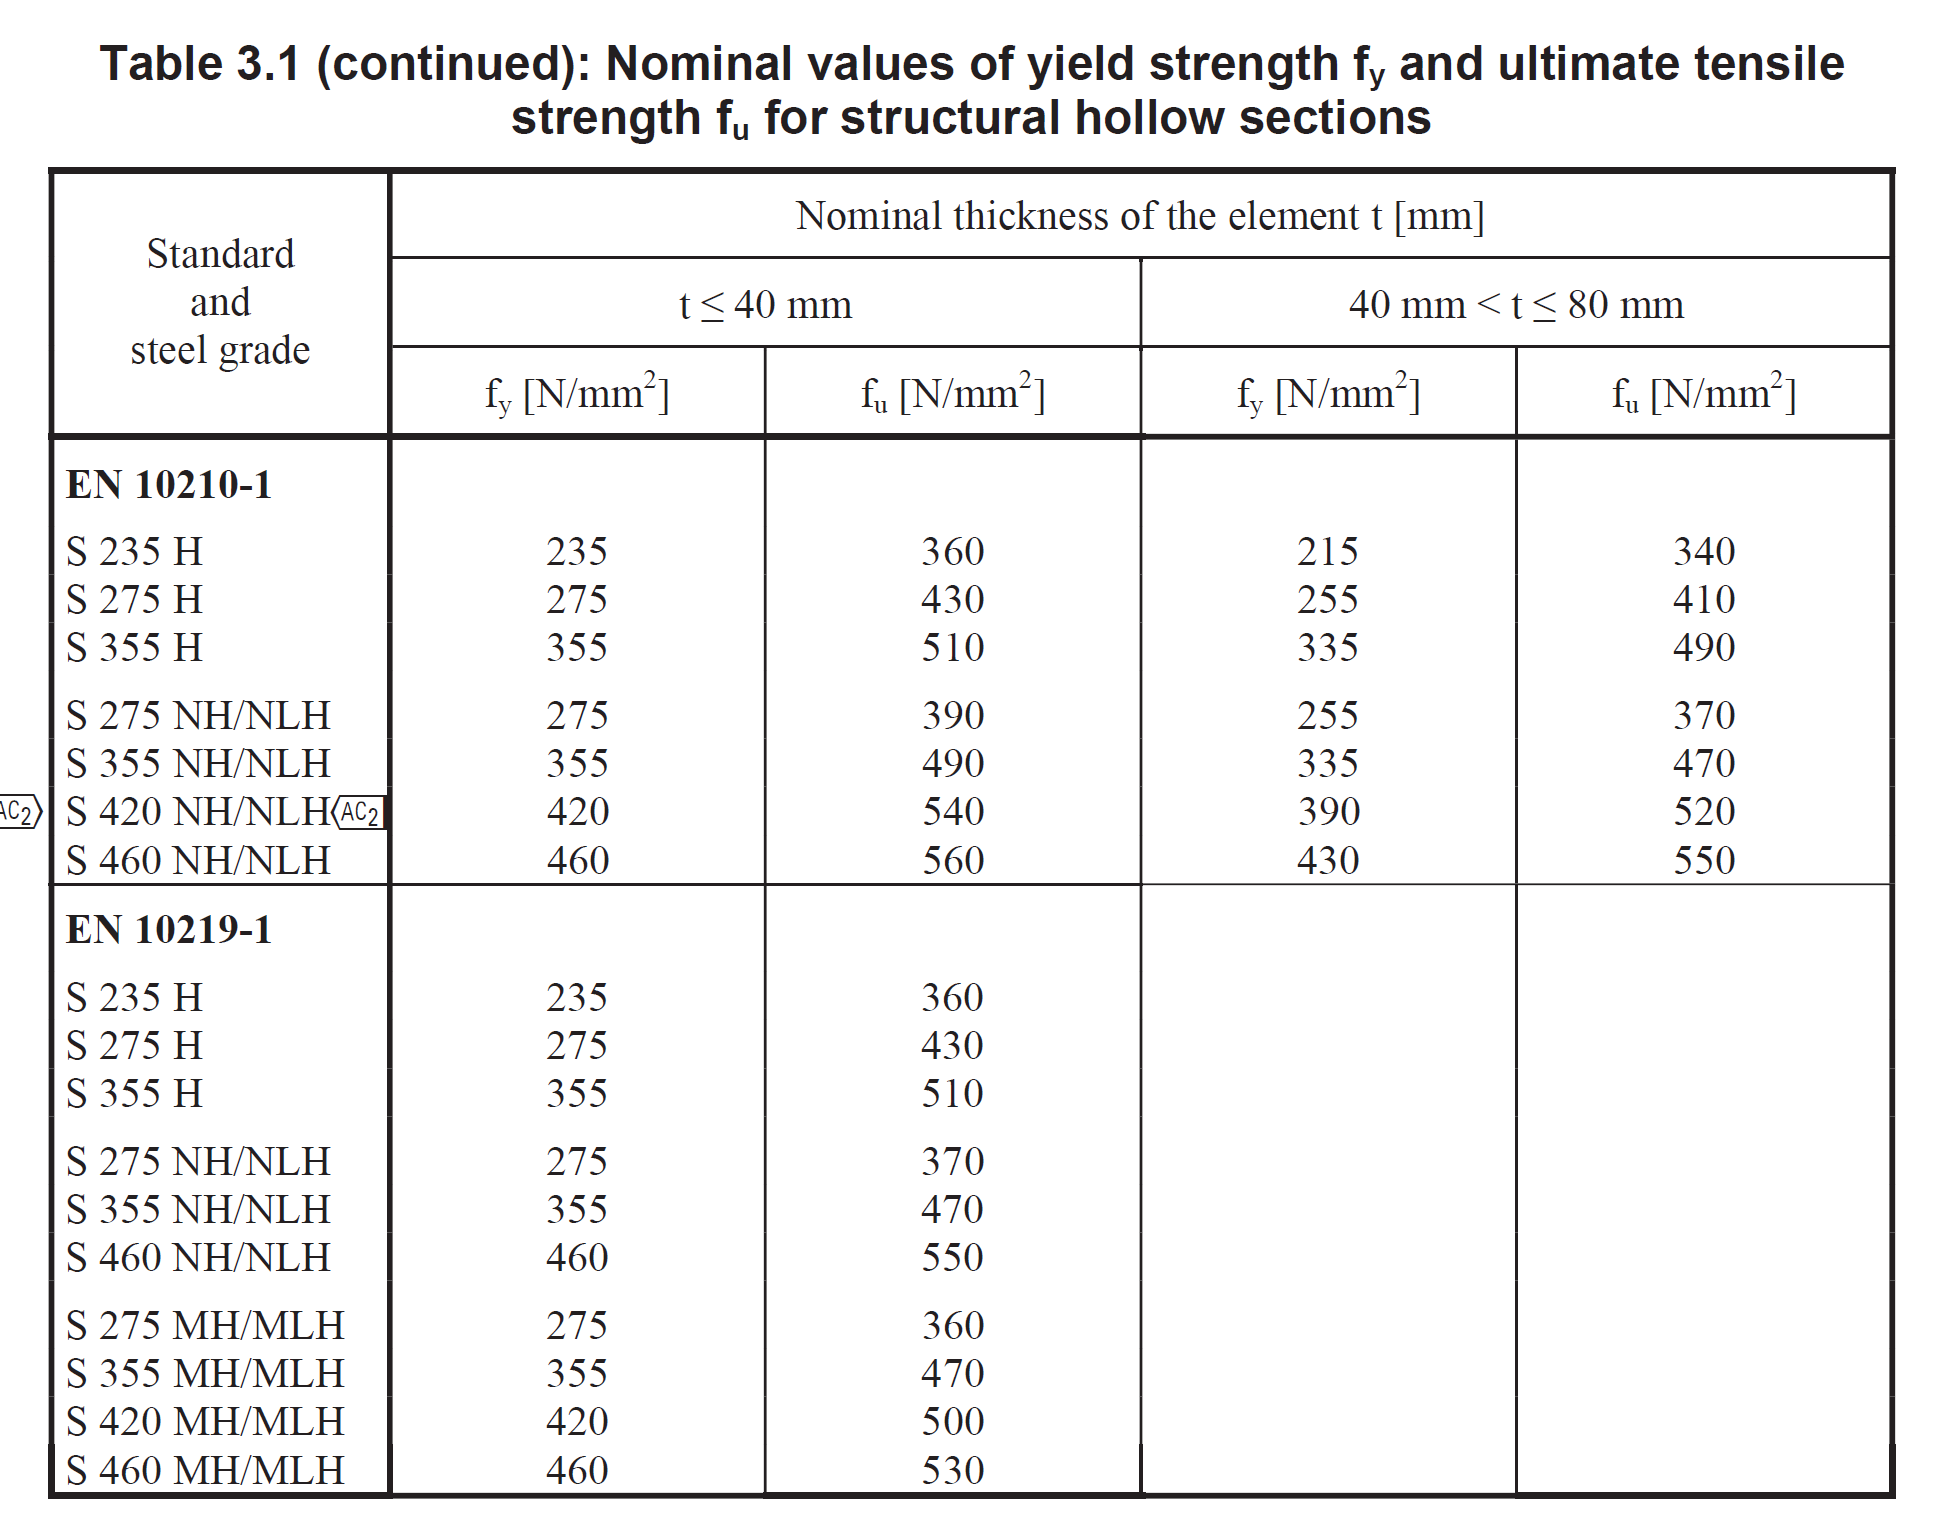 Table 3.1 (continued): Nominal values of yield strength fy and ultimate tensile
strength fu for structural hollow sections
Standard
and
steel grade
Nominal thickness of the element t [mm]
t ≤ 40 mm 40 mm < t ≤ 80 mm
fy [N/mm²] fu [N/mm²] fy [N/mm²] fu [N/mm²]
EN 10210-1
S 235 H 235 360 215 340
S 275 H 275 430 255 410
S 355 H 355 510 335 490
S 275 NH/NLH 275 390 255 370
S 355 NH/NLH 355 490 335 470
AC2 S 420 NH/NLH AC2 420 540 390 520
S 460 NH/NLH 460 560 430 550
EN 10219-1
S 235 H 235 360
S 275 H 275 430
S 355 H 355 510
S 275 NH/NLH 275 370
S 355 NH/NLH 355 470
S 460 NH/NLH 460 550
S 275 MH/MLH 275 360
S 355 MH/MLH 355 470
S 420 MH/MLH 420 500
S 460 MH/MLH 460 530